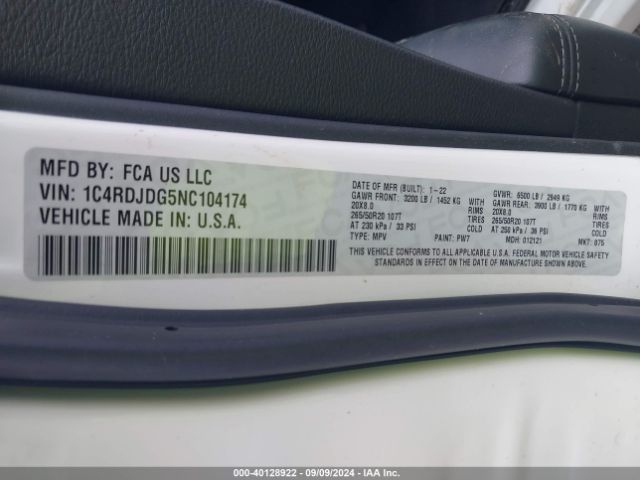 MFD BY: FCA US LLC
VIN: 1C4RDJDG5NC104174
VEHICLE MADE IN: U.S.A.
DATE OF MFR (BUILT): 1-22 GVWR: 6500 LB / 2949 KG
GAWR FRONT: 3200 LB / 1452 KG WITH GAWR REAR: 3900 LB / 1770 KG WITH
20X8.0 RIMS 20X8.0 RIMS
265/50R20 107T TIRES 265/50R20 107T TIRES
AT 230 kPa / 33 PSI COLD AT 250 kPa / 36 PSI COLD
TYPE: MPV PAINT: PW7 MDH: 012121 MKT: 875
THIS VEHICLE CONFORMS TO ALL APPLICABLE U.S.A. FEDERAL MOTOR VEHICLE SAFETY
STANDARDS IN EFFECT ON THE DATE OF MANUFACTURE SHOWN ABOVE.
000-40128922 - 09/09/2024 - IAAI.com